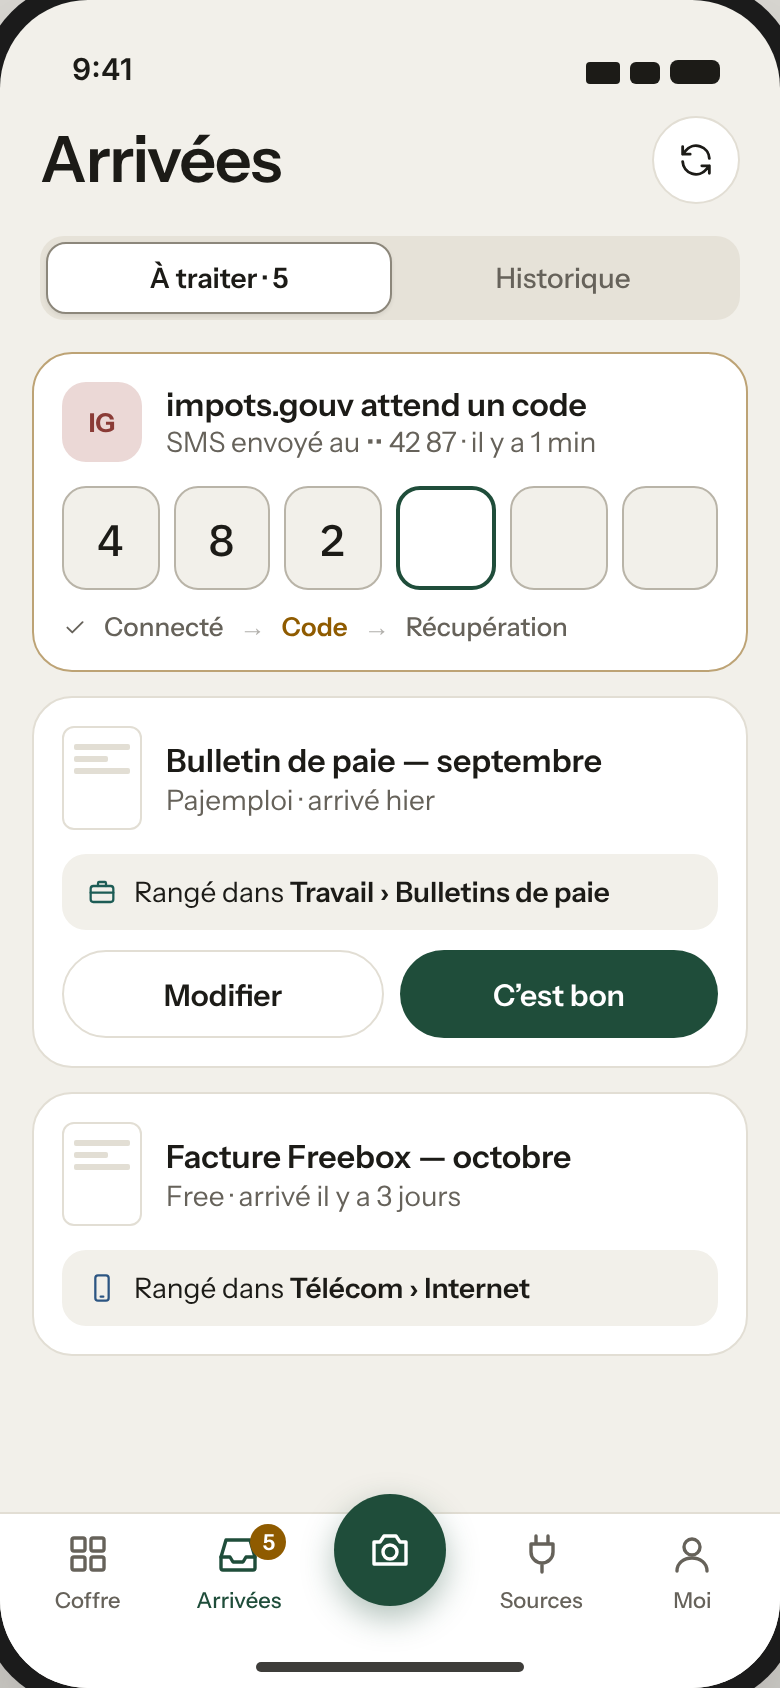 9:41
Arrivées
À traiter · 5
Historique
IG
impots.gouv attend un code
SMS envoyé au ·· 42 87 · il y a 1 min
4 8 2
✓ Connecté → Code → Récupération
Bulletin de paie — septembre
Pajemploi · arrivé hier
Rangé dans Travail › Bulletins de paie
Modifier
C’est bon
Facture Freebox — octobre
Free · arrivé il y a 3 jours
Rangé dans Télécom › Internet
5
Coffre
Arrivées
Sources
Moi